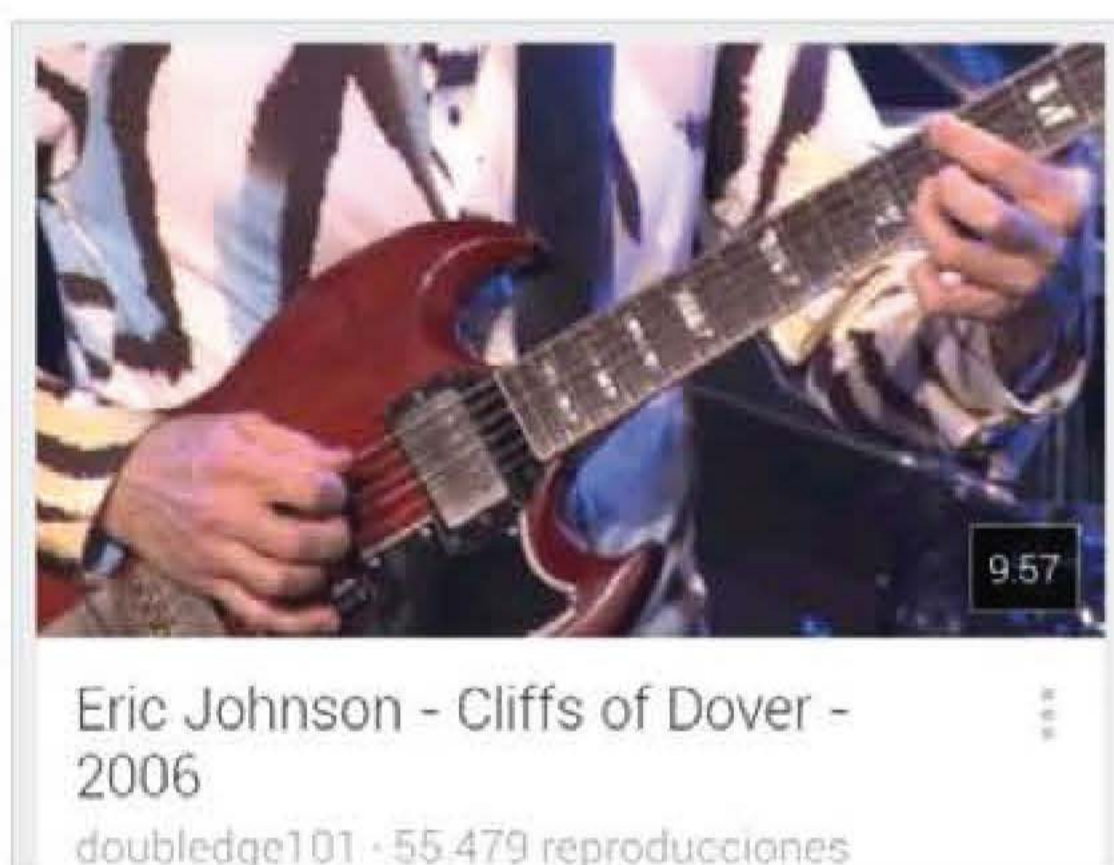 9:57
Eric Johnson - Cliffs of Dover -
2006
doubledge101 · 55.479 reproducciones